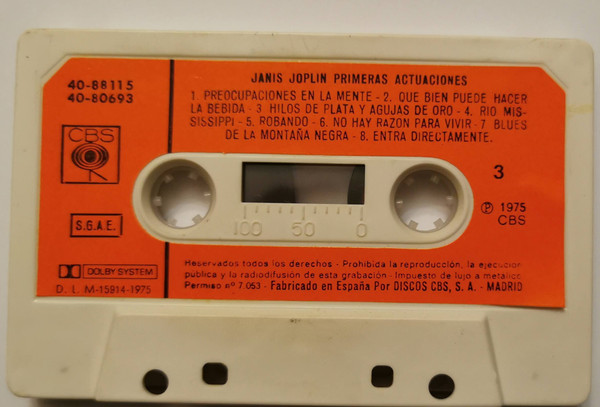 40-88115
40-80693
JANIS JOPLIN PRIMERAS ACTUACIONES
1. PREOCUPACIONES EN LA MENTE - 2. QUE BIEN PUEDE HACER
LA BEBIDA - 3 HILOS DE PLATA Y AGUJAS DE ORO - 4. RIO MIS-
SISSIPPI - 5. ROBANDO - 6. NO HAY RAZON PARA VIVIR - 7 BLUES
DE LA MONTAÑA NEGRA - 8. ENTRA DIRECTAMENTE.
CBS
3
S.G.A.E.
℗ 1975
CBS
100 50 0
DOLBY SYSTEM
D. L. M-15814-1975
Reservados todos los derechos - Prohibida la reproducción, la ejecución
pública y la radiodifusión de esta grabación - Impuesto de lujo a metálico
Permiso nº 7.053 - Fabricado en España Por DISCOS CBS, S. A. - MADRID